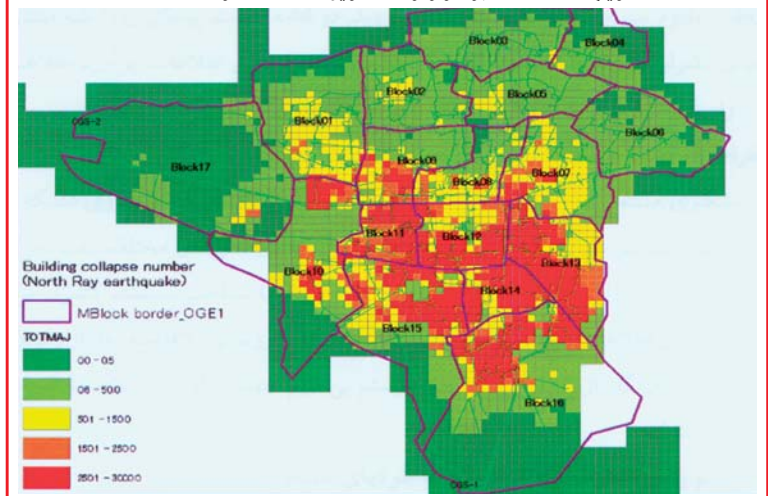 Block03
Block04
Block02
Block05
Block01
OGS-2
Block06
Block17
Block07
Block11
Block12
Block13
Building collapse number
(North Ray earthquake)
Block10
Block14
MBlock border_OGE1
Block15
TOTMAJ
00 - 05
06 - 500
Block16
501 - 1500
1501 - 2500
2501 - 30000
OGS-1